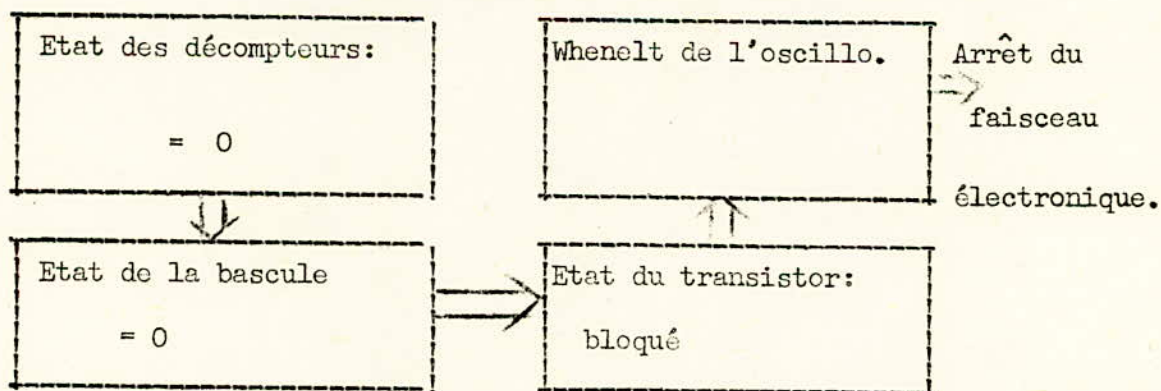 Etat des décompteurs:
= 0
Whenelt de l'oscillo.
Arrêt du
faisceau
électronique.
Etat de la bascule
= 0
Etat du transistor:
bloqué